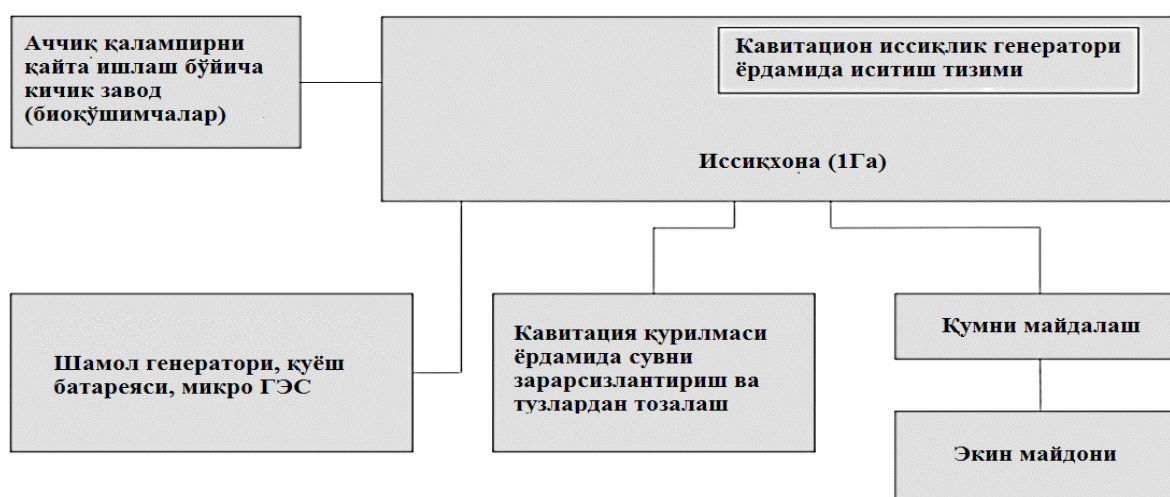 Аччиқ қалампирни
қайта ишлаш бўйича
кичик завод
(биоқўшимчалар)
Кавитацион иссиқлик генератори
ёрдамида иситиш тизими
Иссиқхона (1Га)
Шамол генератори, қуёш
батареяси, микро ГЭС
Кавитация қурилмаси
ёрдамида сувни
зарарсизлантириш ва
тузлардан тозалаш
Қумни майдалаш
Экин майдони